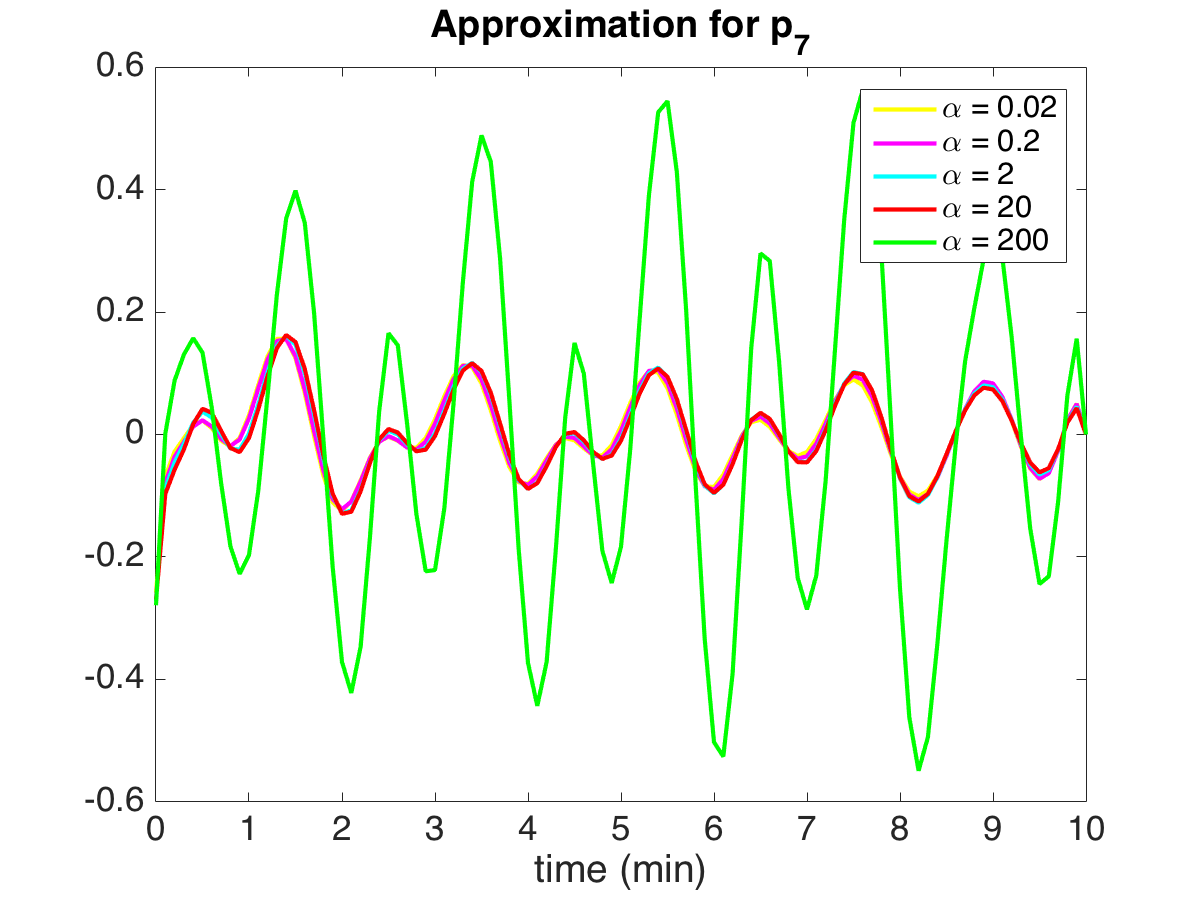 Approximation for p₇
0.6
0.4
0.2
0
-0.2
-0.4
-0.6
α = 0.02
α = 0.2
α = 2
α = 20
α = 200
0 1 2 3 4 5 6 7 8 9 10
time (min)